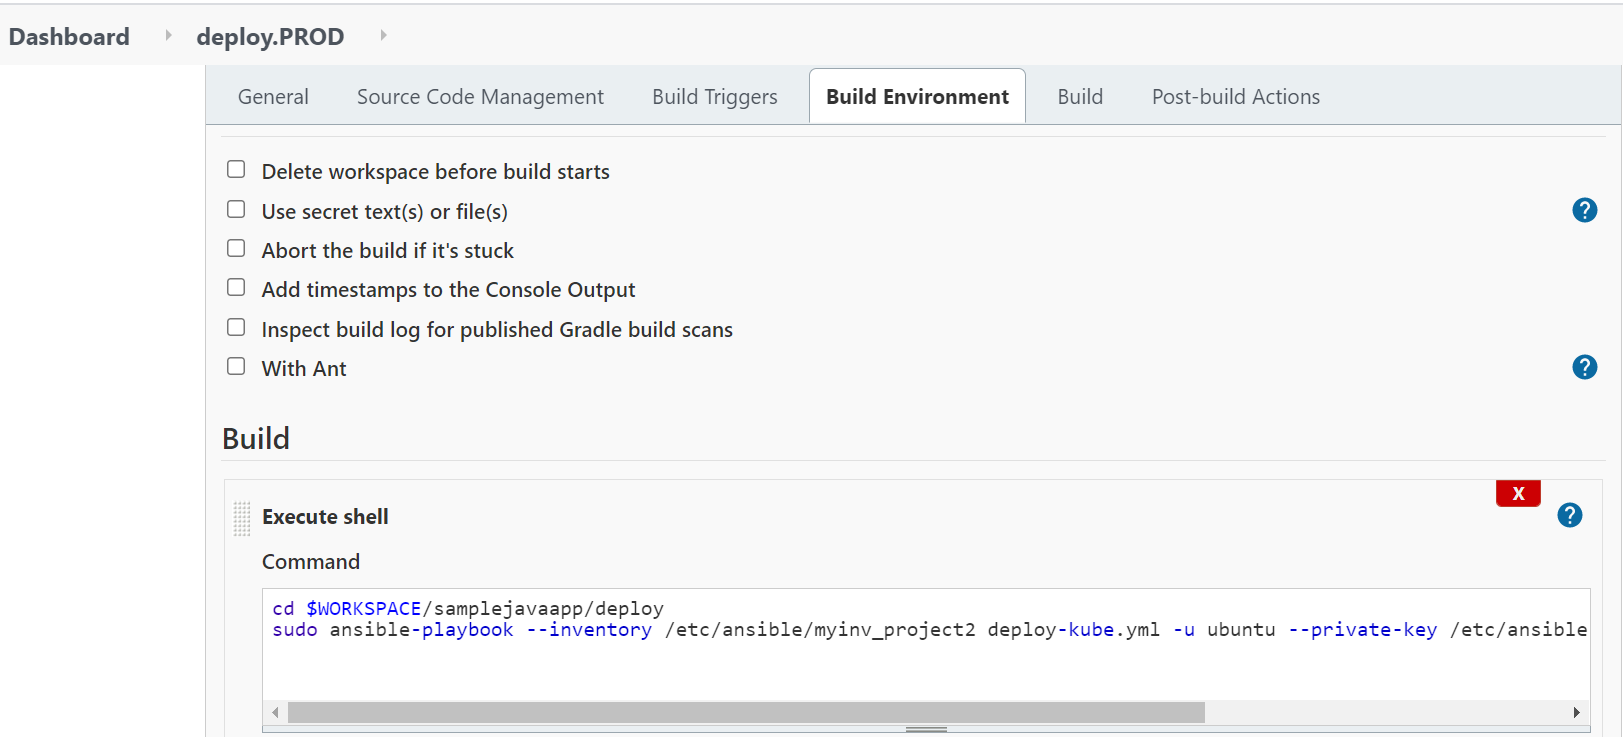 Dashboard deploy.PROD
General Source Code Management Build Triggers Build Environment Build Post-build Actions
Delete workspace before build starts
Use secret text(s) or file(s) ?
Abort the build if it's stuck
Add timestamps to the Console Output
Inspect build log for published Gradle build scans
With Ant ?
Build
X
Execute shell ?
Command
cd $WORKSPACE/samplejavaapp/deploy
sudo ansible-playbook --inventory /etc/ansible/myinv_project2 deploy-kube.yml -u ubuntu --private-key /etc/ansible